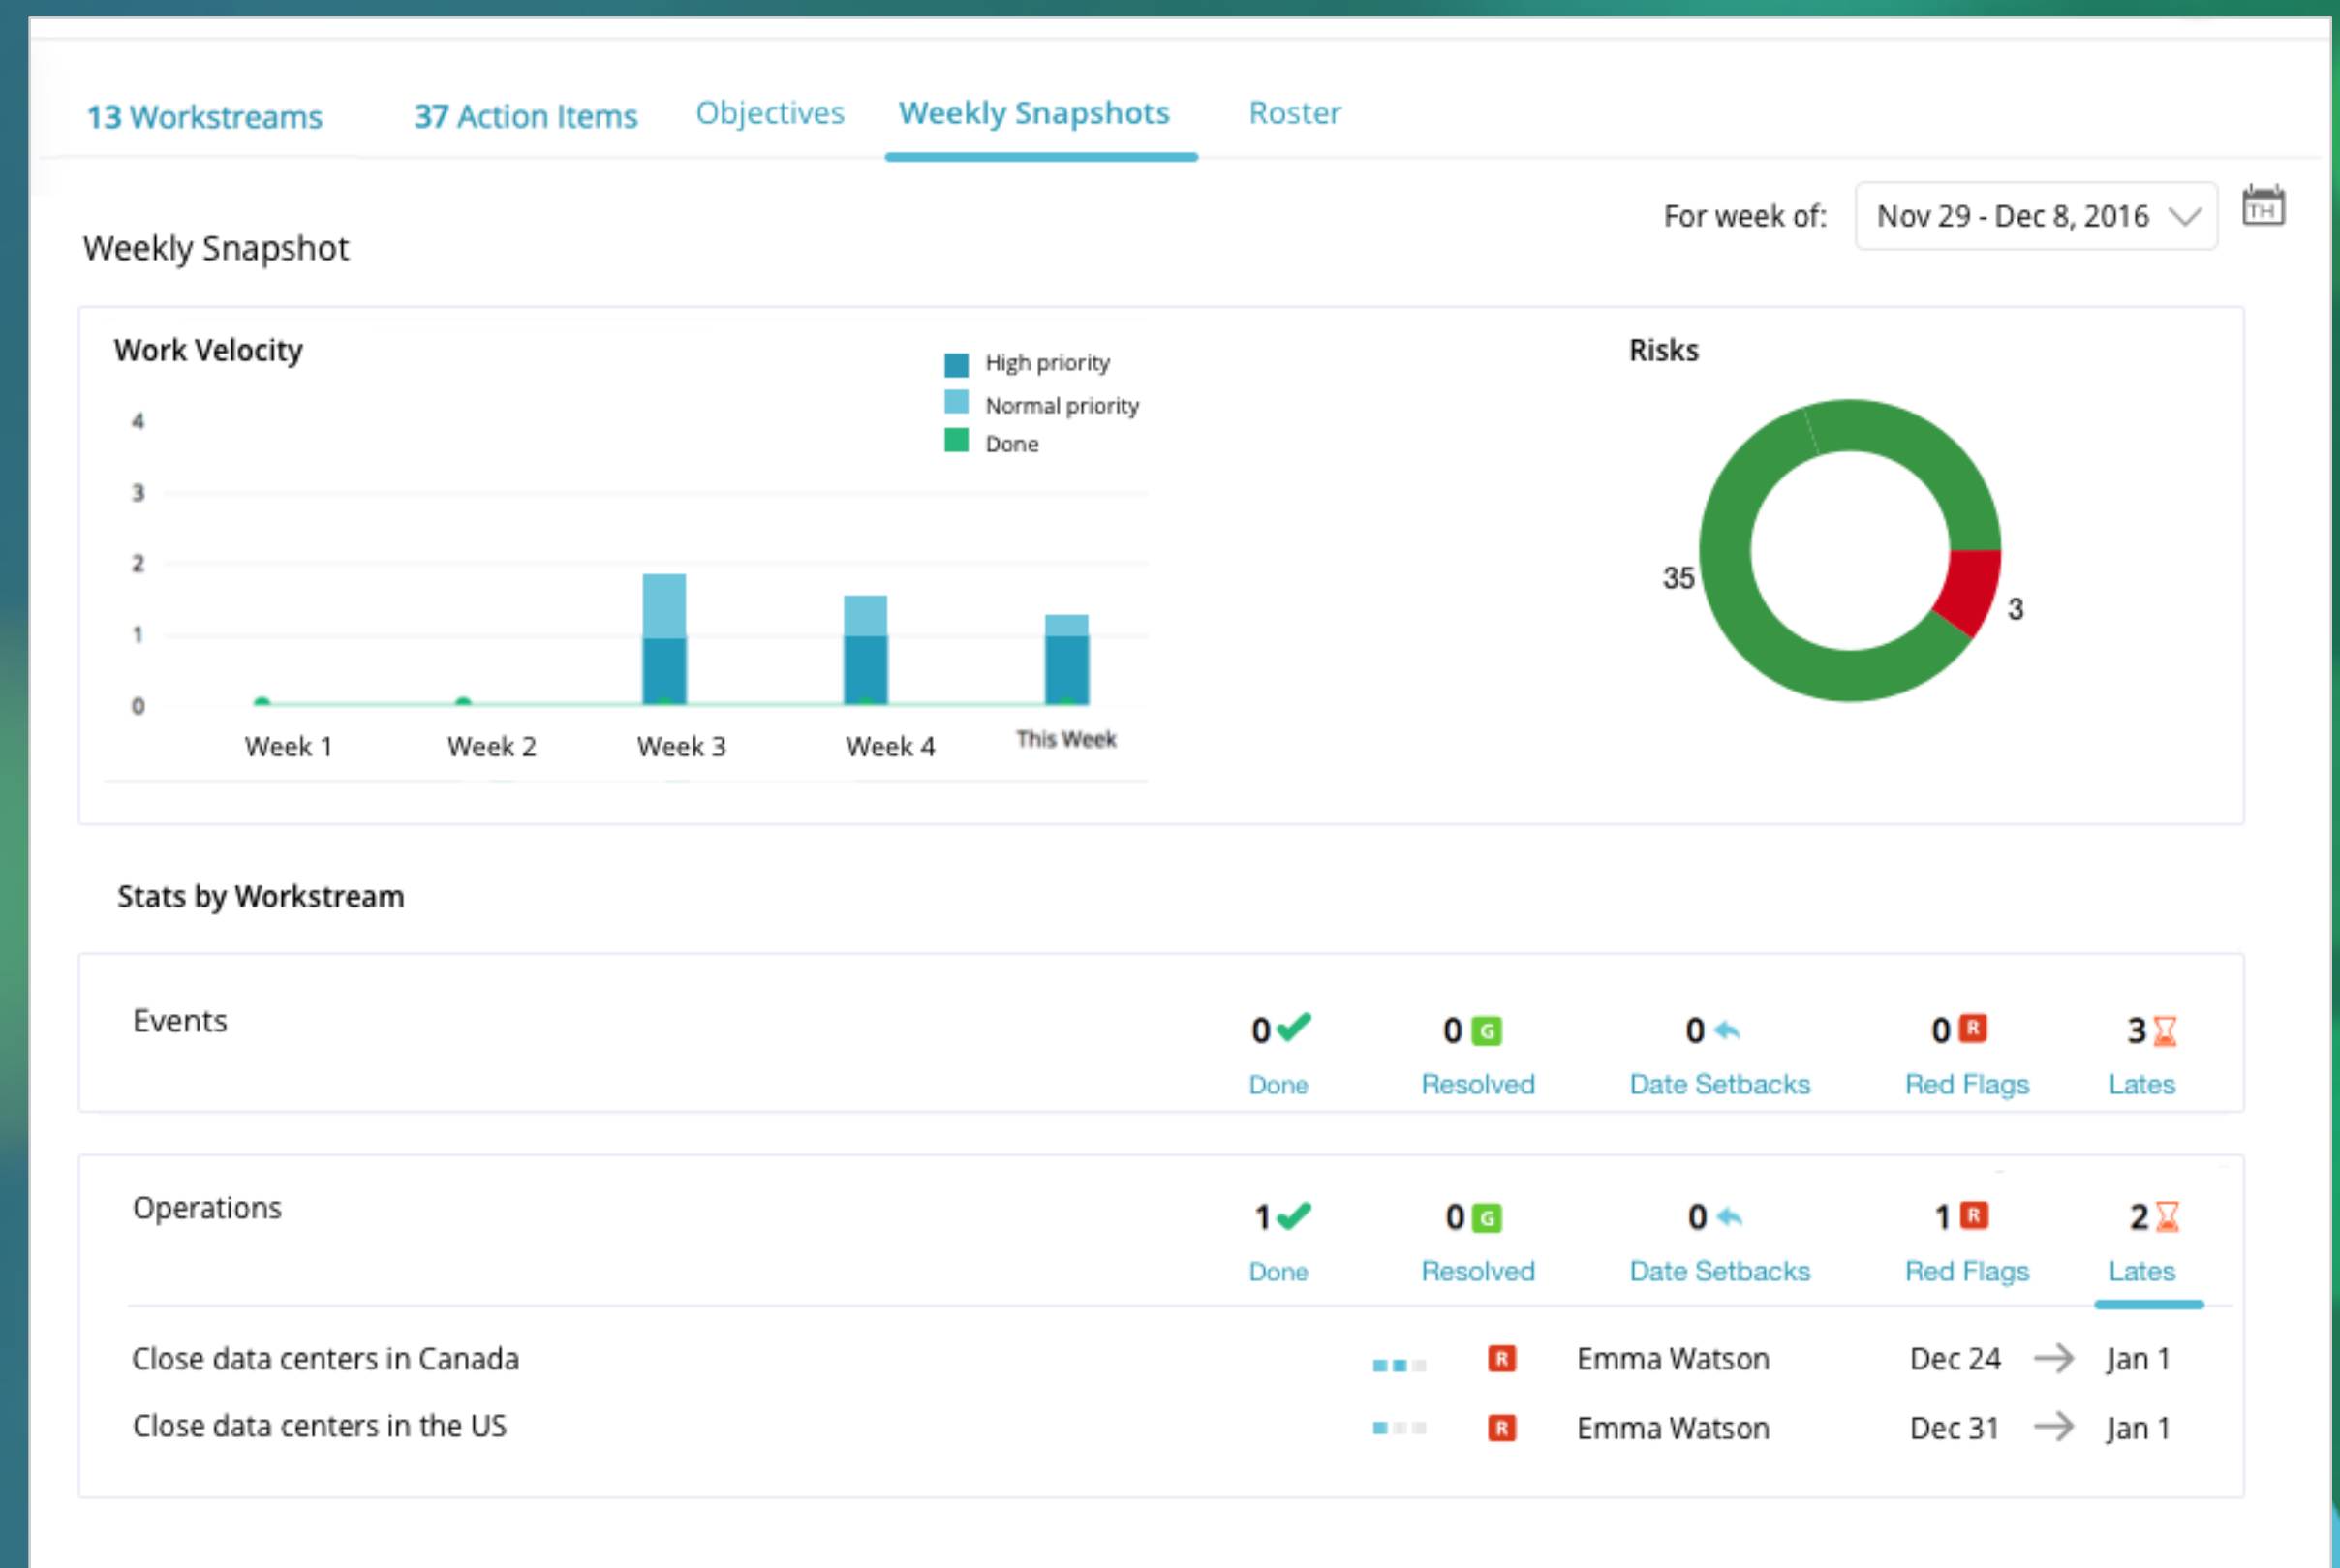 13 Workstreams 37 Action Items Objectives Weekly Snapshots Roster
For week of: Nov 29 - Dec 8, 2016 TH
Weekly Snapshot
Work Velocity
High priority
Normal priority
Done
4
3
2
1
0
Week 1 Week 2 Week 3 Week 4 This Week
Risks
35
3
Stats by Workstream
Events
0 0 G 0 0 R 3
Done Resolved Date Setbacks Red Flags Lates
Operations
1 0 G 0 1 R 2
Done Resolved Date Setbacks Red Flags Lates
Close data centers in Canada R Emma Watson Dec 24 → Jan 1
Close data centers in the US R Emma Watson Dec 31 → Jan 1